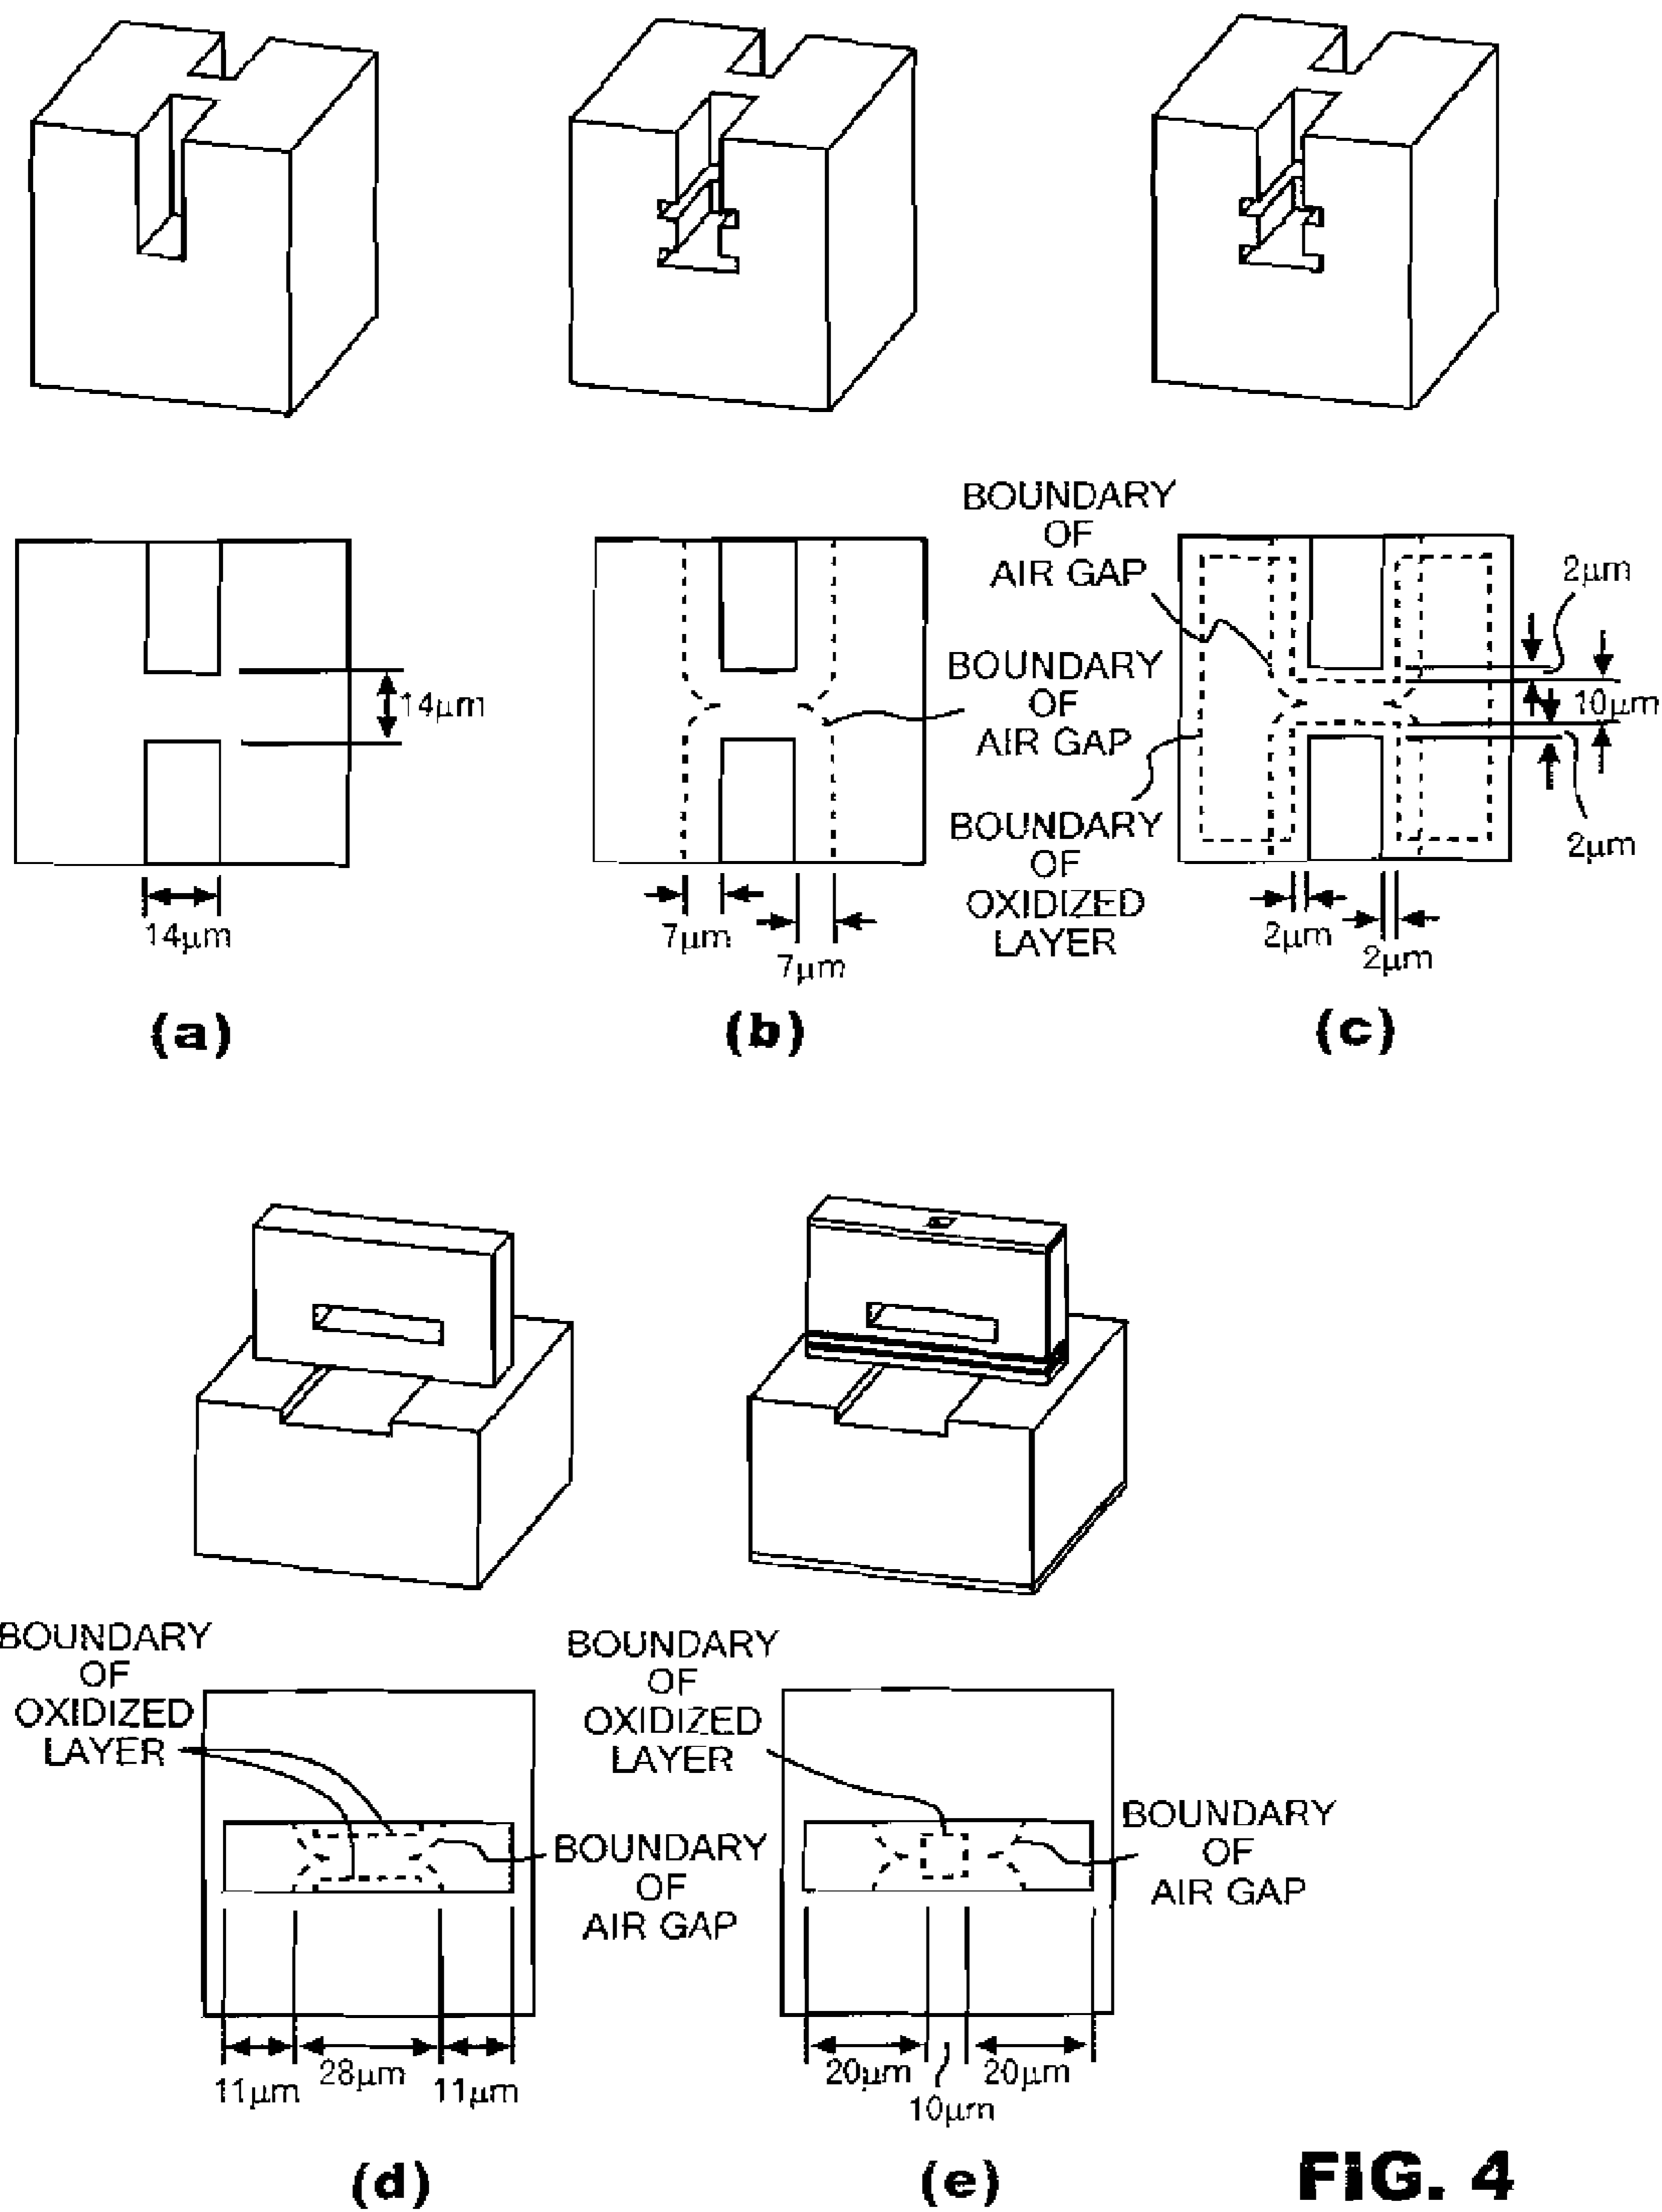 BOUNDARY
OF
AIR GAP
2μm
14μm
BOUNDARY
OF
AIR GAP
10μm
BOUNDARY
OF
OXIDIZED
LAYER
2μm
14μm
7μm
7μm
2μm
2μm
(a)
(b)
(c)
BOUNDARY
OF
OXIDIZED
LAYER
BOUNDARY
OF
OXIDIZED
LAYER
BOUNDARY
OF
AIR GAP
BOUNDARY
OF
AIR GAP
11μm
28μm
11μm
20μm
10μm
20μm
(d)
(e)
FIG. 4